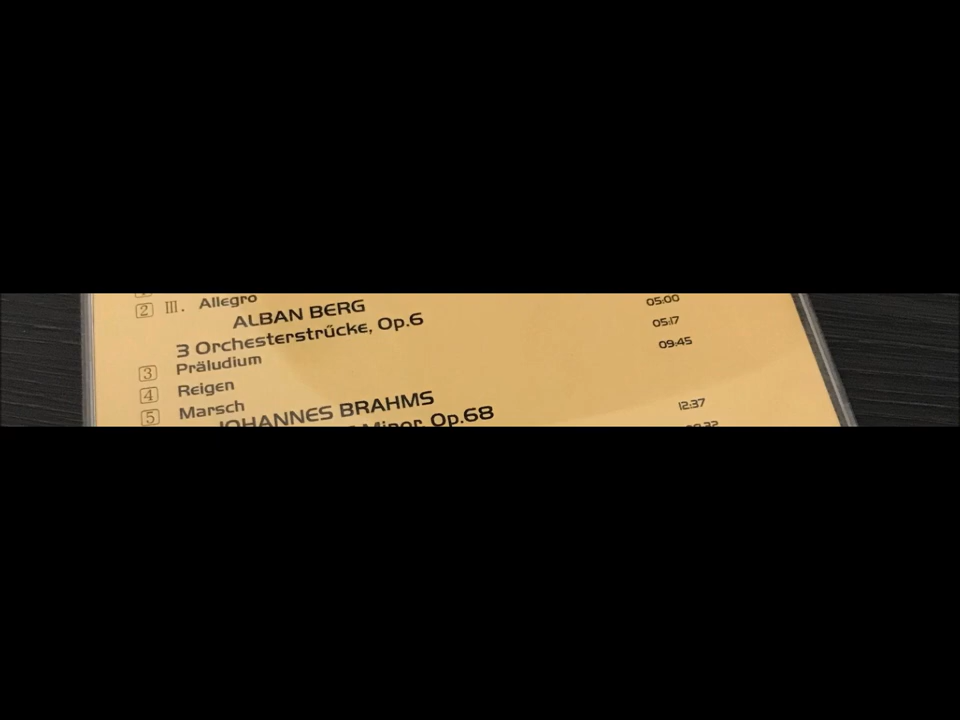 2 III. Allegro
ALBAN BERG
3 Orchesterstrücke, Op.6
3 Präludium 05:00
4 Reigen 05:17
5 Marsch 09:45
JOHANNES BRAHMS
Minor, Op.68
12:37